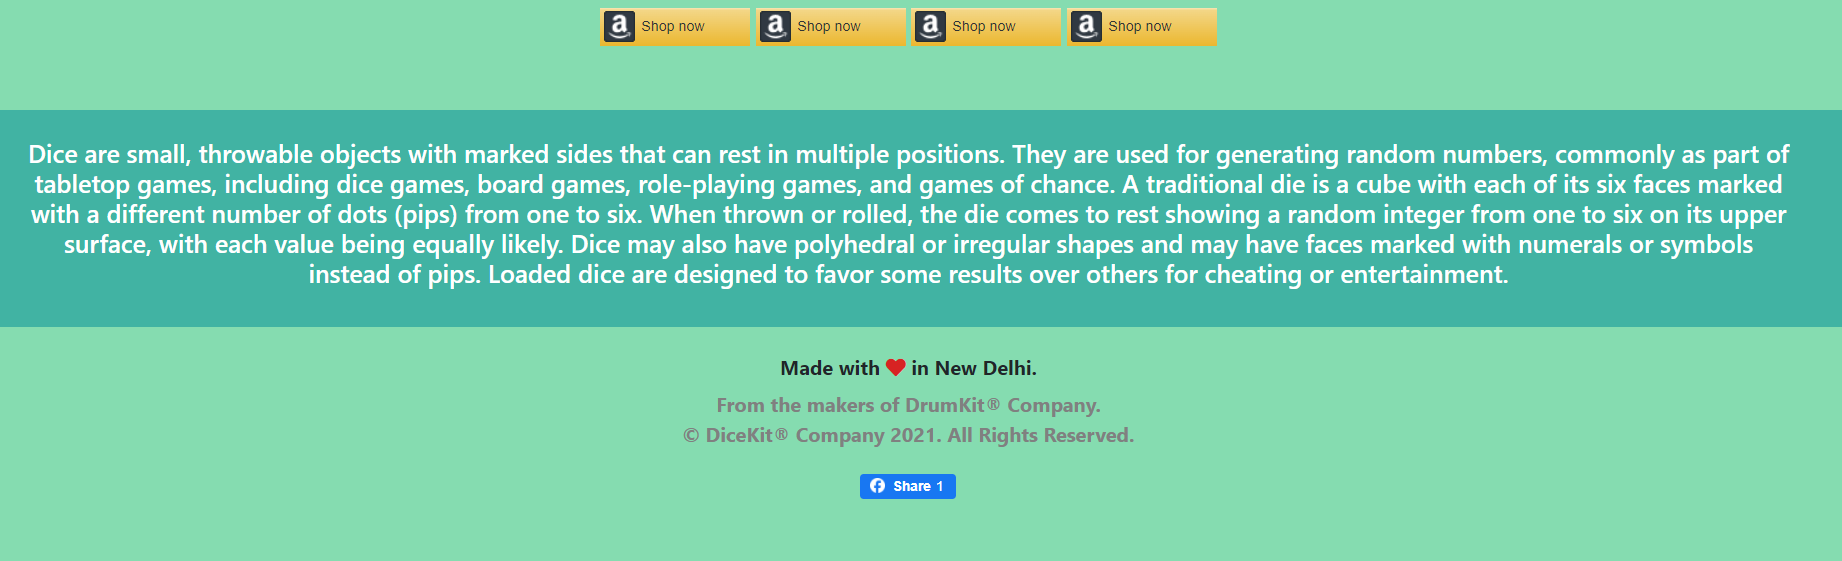 Shop now Shop now Shop now Shop now
Dice are small, throwable objects with marked sides that can rest in multiple positions. They are used for generating random numbers, commonly as part of
tabletop games, including dice games, board games, role-playing games, and games of chance. A traditional die is a cube with each of its six faces marked
with a different number of dots (pips) from one to six. When thrown or rolled, the die comes to rest showing a random integer from one to six on its upper
surface, with each value being equally likely. Dice may also have polyhedral or irregular shapes and may have faces marked with numerals or symbols
instead of pips. Loaded dice are designed to favor some results over others for cheating or entertainment.
Made with ❤ in New Delhi.
From the makers of DrumKit® Company.
© DiceKit® Company 2021. All Rights Reserved.
Share 1